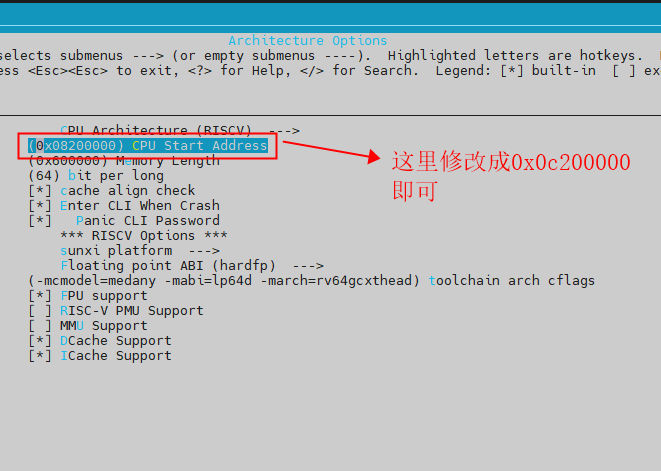 Architecture Options
selects submenus ---> (or empty submenus ----).  Highlighted letters are hotkeys.
ess <Esc><Esc> to exit, <?> for Help, </> for Search.  Legend: [*] built-in  [ ] ex
CPU Architecture (RISCV)  --->
(0x08200000) CPU Start Address
(0x600000) Memory Length
(64) bit per long
[*] cache align check
[*] Enter CLI When Crash
[*]   Panic CLI Password
*** RISCV Options ***
sunxi platform  --->
Floating point ABI (hardfp)  --->
(-mcmodel=medany -mabi=lp64d -march=rv64gcxthead) toolchain arch cflags
[*] FPU support
[ ] RISC-V PMU Support
[ ] MMU Support
[*] DCache Support
[*] ICache Support
这里修改成0x0c200000
即可